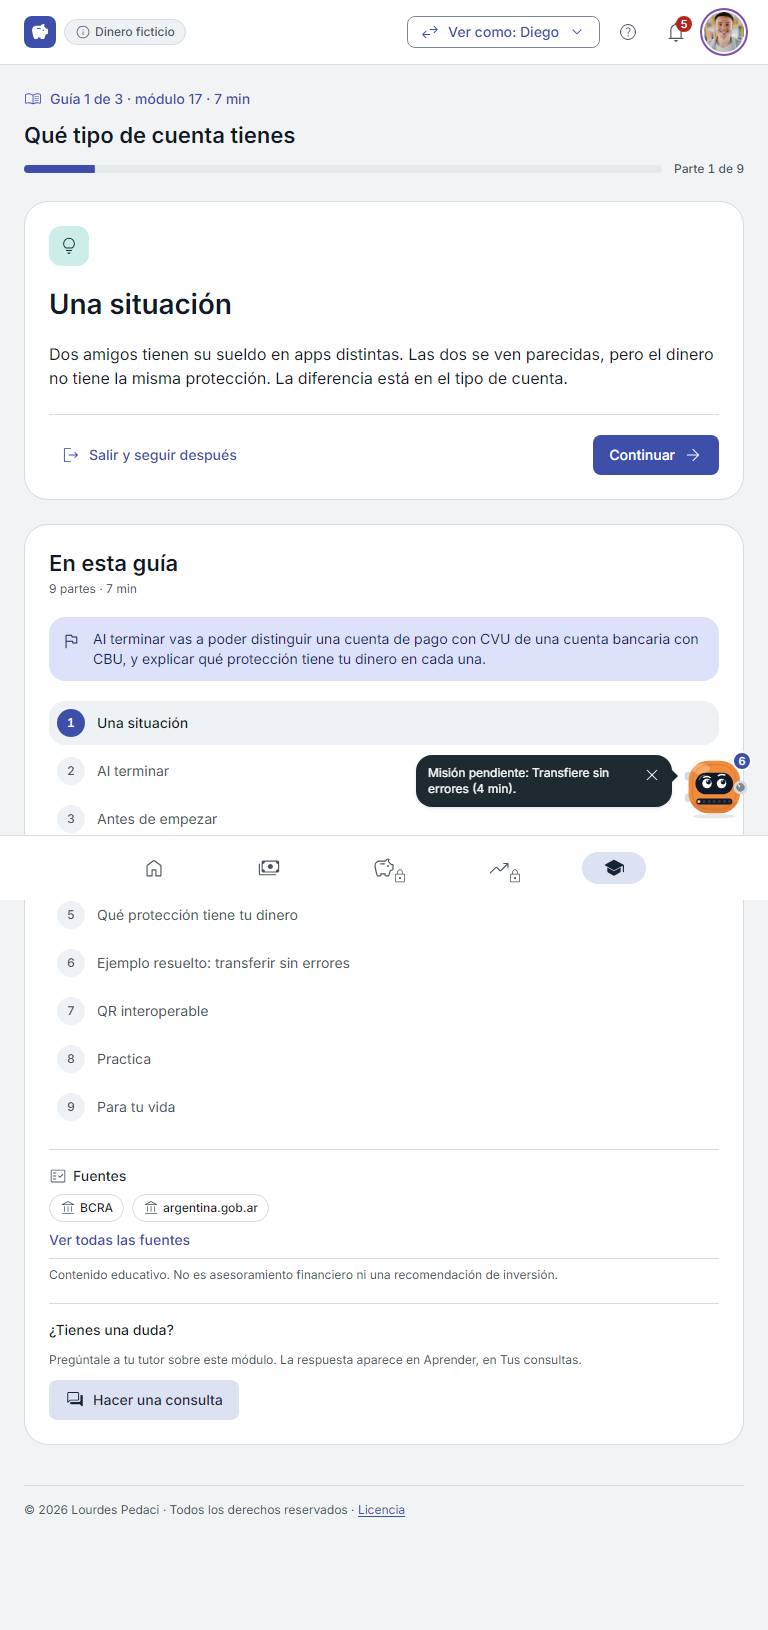 Dinero ficticio
Ver como: Diego
5
Guía 1 de 3 · módulo 17 · 7 min
Qué tipo de cuenta tienes
Parte 1 de 9
Una situación
Dos amigos tienen su sueldo en apps distintas. Las dos se ven parecidas, pero el dinero
no tiene la misma protección. La diferencia está en el tipo de cuenta.
Salir y seguir después
Continuar
En esta guía
9 partes · 7 min
Al terminar vas a poder distinguir una cuenta de pago con CVU de una cuenta bancaria con
CBU, y explicar qué protección tiene tu dinero en cada una.
1 Una situación
2 Al terminar
Misión pendiente: Transfiere sin
errores (4 min).
6
3 Antes de empezar
5 Qué protección tiene tu dinero
6 Ejemplo resuelto: transferir sin errores
7 QR interoperable
8 Practica
9 Para tu vida
Fuentes
BCRA
argentina.gob.ar
Ver todas las fuentes
Contenido educativo. No es asesoramiento financiero ni una recomendación de inversión.
¿Tienes una duda?
Pregúntale a tu tutor sobre este módulo. La respuesta aparece en Aprender, en Tus consultas.
Hacer una consulta
© 2026 Lourdes Pedaci · Todos los derechos reservados · Licencia